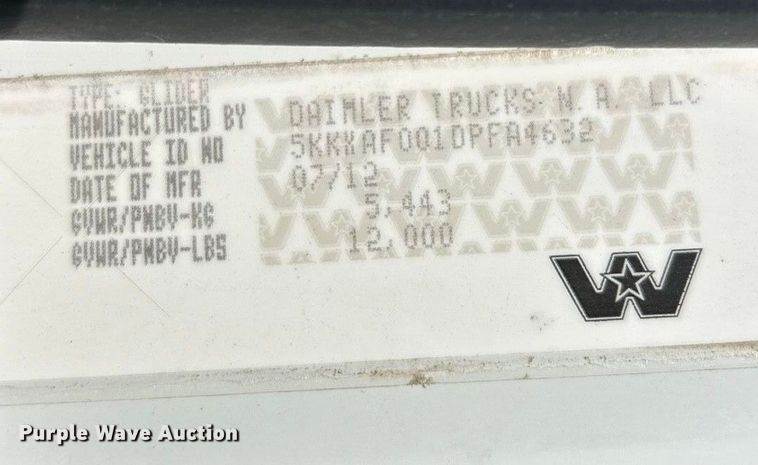 TYPE: GLIDER
MANUFACTURED BY DAIMLER TRUCKS N. A. LLC
VEHICLE ID NO 5KKXAF001DPFA4632
DATE OF MFR 07/12
GVWR/PNBV-KG 5,443
GVWR/PNBV-LBS 12,000
W
Purple Wave Auction